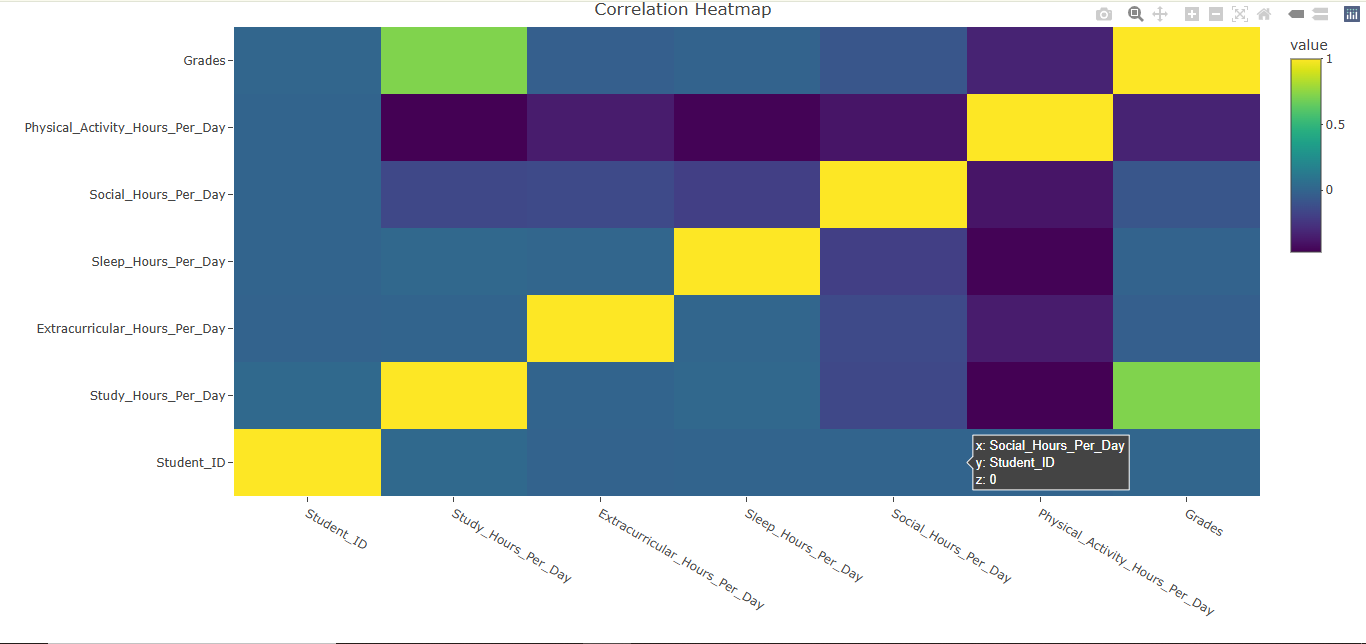 Correlation Heatmap
value
1
0.5
0
Grades
Physical_Activity_Hours_Per_Day
Social_Hours_Per_Day
Sleep_Hours_Per_Day
Extracurricular_Hours_Per_Day
Study_Hours_Per_Day
Student_ID
x: Social_Hours_Per_Day
y: Student_ID
z: 0
Student_ID
Study_Hours_Per_Day
Extracurricular_Hours_Per_Day
Sleep_Hours_Per_Day
Social_Hours_Per_Day
Physical_Activity_Hours_Per_Day
Grades